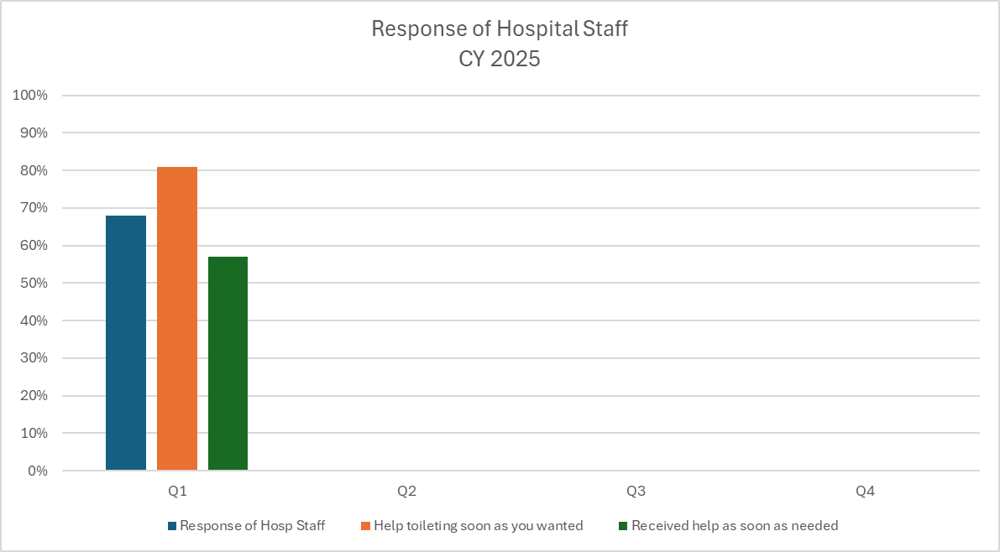 Response of Hospital Staff
CY 2025
100%
90%
80%
70%
60%
50%
40%
30%
20%
10%
0%
Q1 Q2 Q3 Q4
Response of Hosp Staff Help toileting soon as you wanted Received help as soon as needed